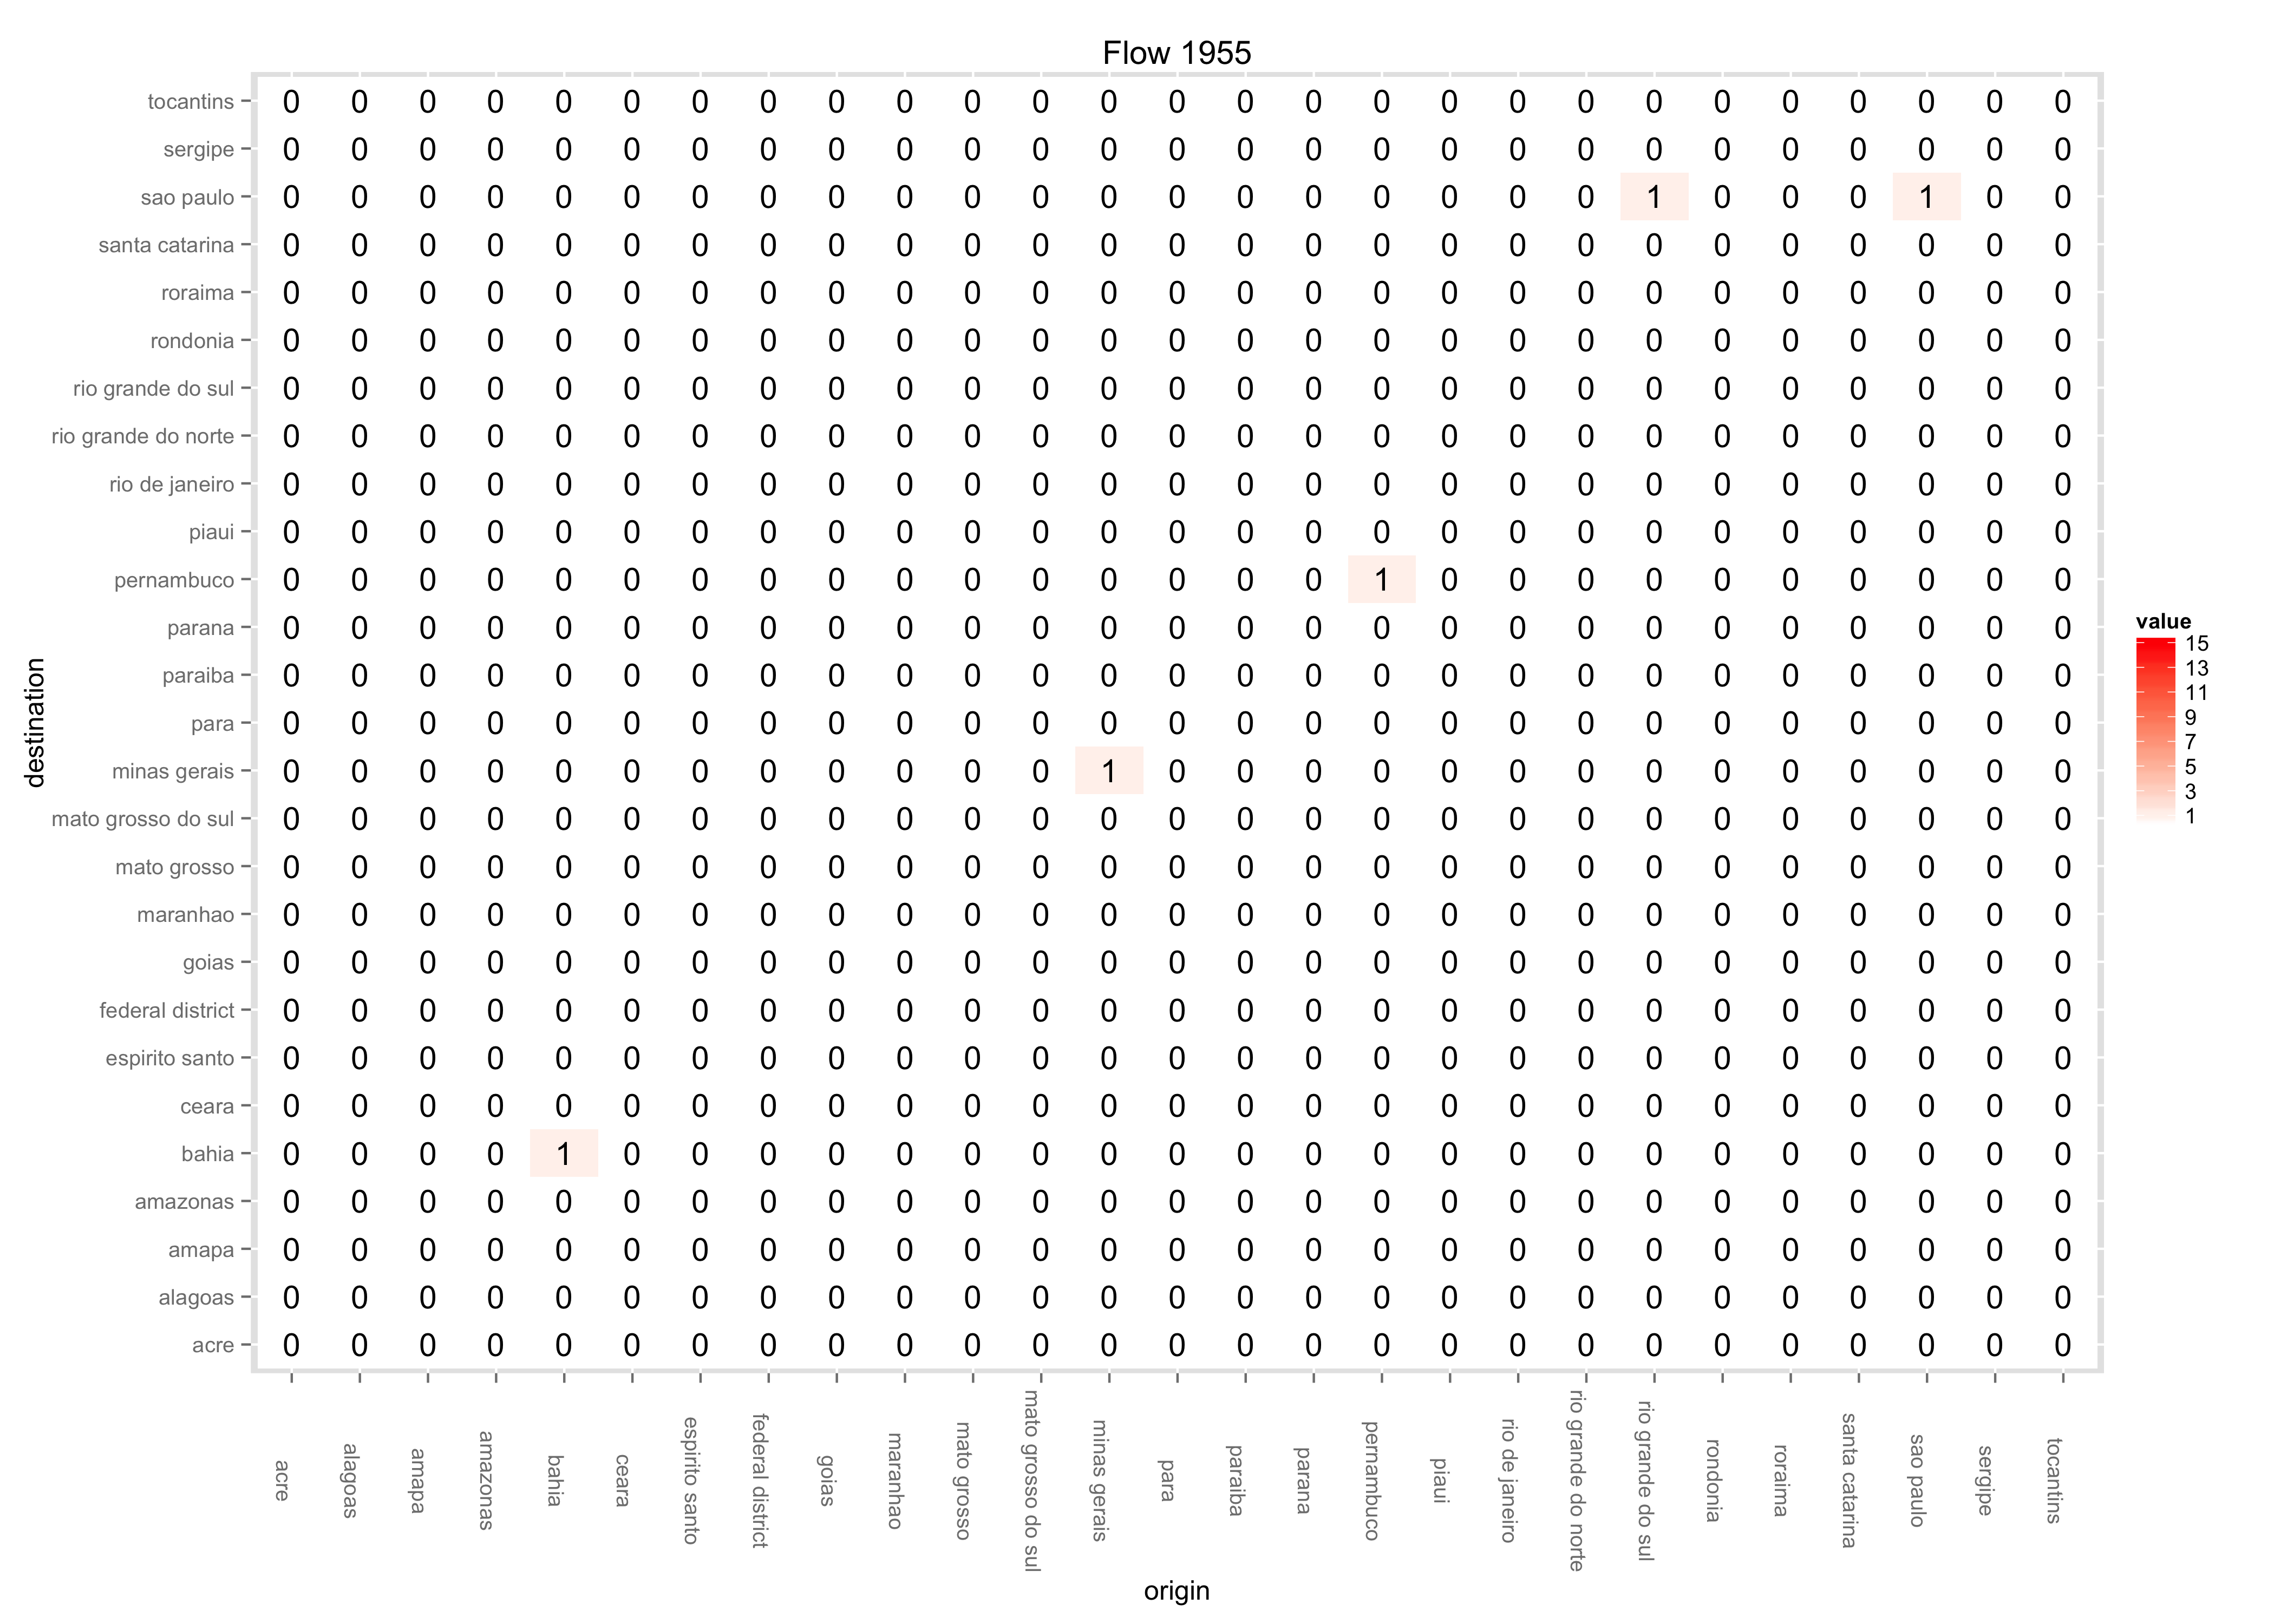 Flow 1955
tocantins 0 0 0 0 0 0 0 0 0 0 0 0 0 0 0 0 0 0 0 0 0 0 0 0 0 0 0
sergipe 0 0 0 0 0 0 0 0 0 0 0 0 0 0 0 0 0 0 0 0 0 0 0 0 0 0 0
sao paulo 0 0 0 0 0 0 0 0 0 0 0 0 0 0 0 0 0 0 0 0 1 0 0 0 1 0 0
santa catarina 0 0 0 0 0 0 0 0 0 0 0 0 0 0 0 0 0 0 0 0 0 0 0 0 0 0 0
roraima 0 0 0 0 0 0 0 0 0 0 0 0 0 0 0 0 0 0 0 0 0 0 0 0 0 0 0
rondonia 0 0 0 0 0 0 0 0 0 0 0 0 0 0 0 0 0 0 0 0 0 0 0 0 0 0 0
rio grande do sul 0 0 0 0 0 0 0 0 0 0 0 0 0 0 0 0 0 0 0 0 0 0 0 0 0 0 0
rio grande do norte 0 0 0 0 0 0 0 0 0 0 0 0 0 0 0 0 0 0 0 0 0 0 0 0 0 0 0
rio de janeiro 0 0 0 0 0 0 0 0 0 0 0 0 0 0 0 0 0 0 0 0 0 0 0 0 0 0 0
piaui 0 0 0 0 0 0 0 0 0 0 0 0 0 0 0 0 0 0 0 0 0 0 0 0 0 0 0
pernambuco 0 0 0 0 0 0 0 0 0 0 0 0 0 0 0 0 1 0 0 0 0 0 0 0 0 0 0
parana 0 0 0 0 0 0 0 0 0 0 0 0 0 0 0 0 0 0 0 0 0 0 0 0 0 0 0
paraiba 0 0 0 0 0 0 0 0 0 0 0 0 0 0 0 0 0 0 0 0 0 0 0 0 0 0 0
para 0 0 0 0 0 0 0 0 0 0 0 0 0 0 0 0 0 0 0 0 0 0 0 0 0 0 0
minas gerais 0 0 0 0 0 0 0 0 0 0 0 0 1 0 0 0 0 0 0 0 0 0 0 0 0 0 0
mato grosso do sul 0 0 0 0 0 0 0 0 0 0 0 0 0 0 0 0 0 0 0 0 0 0 0 0 0 0 0
mato grosso 0 0 0 0 0 0 0 0 0 0 0 0 0 0 0 0 0 0 0 0 0 0 0 0 0 0 0
maranhao 0 0 0 0 0 0 0 0 0 0 0 0 0 0 0 0 0 0 0 0 0 0 0 0 0 0 0
goias 0 0 0 0 0 0 0 0 0 0 0 0 0 0 0 0 0 0 0 0 0 0 0 0 0 0 0
federal district 0 0 0 0 0 0 0 0 0 0 0 0 0 0 0 0 0 0 0 0 0 0 0 0 0 0 0
espirito santo 0 0 0 0 0 0 0 0 0 0 0 0 0 0 0 0 0 0 0 0 0 0 0 0 0 0 0
ceara 0 0 0 0 0 0 0 0 0 0 0 0 0 0 0 0 0 0 0 0 0 0 0 0 0 0 0
bahia 0 0 0 0 1 0 0 0 0 0 0 0 0 0 0 0 0 0 0 0 0 0 0 0 0 0 0
amazonas 0 0 0 0 0 0 0 0 0 0 0 0 0 0 0 0 0 0 0 0 0 0 0 0 0 0 0
amapa 0 0 0 0 0 0 0 0 0 0 0 0 0 0 0 0 0 0 0 0 0 0 0 0 0 0 0
alagoas 0 0 0 0 0 0 0 0 0 0 0 0 0 0 0 0 0 0 0 0 0 0 0 0 0 0 0
acre 0 0 0 0 0 0 0 0 0 0 0 0 0 0 0 0 0 0 0 0 0 0 0 0 0 0 0
destination
acre
alagoas
amapa
amazonas
bahia
ceara
espirito santo
federal district
goias
maranhao
mato grosso
mato grosso do sul
minas gerais
para
paraiba
parana
pernambuco
piaui
rio de janeiro
rio grande do norte
rio grande do sul
rondonia
roraima
santa catarina
sao paulo
sergipe
tocantins
origin
value
15
13
11
9
7
5
3
1